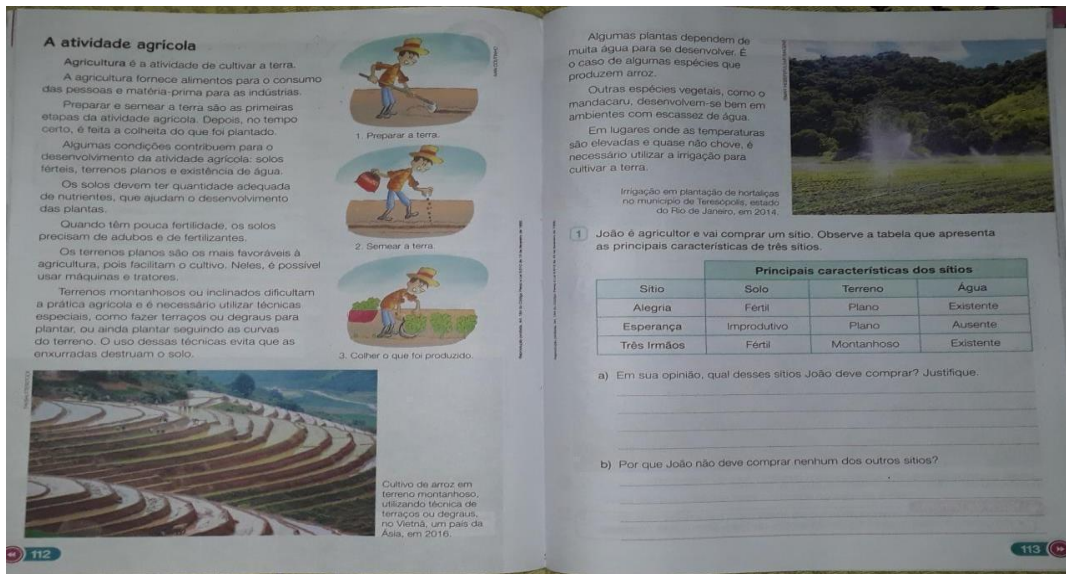 A atividade agrícola
Agricultura é a atividade de cultivar a terra.
A agricultura fornece alimentos para o consumo
das pessoas e matéria-prima para as indústrias.
Preparar e semear a terra são as primeiras
etapas da atividade agrícola. Depois, no tempo
certo, é feita a colheita do que foi plantado.
Algumas condições contribuem para o
desenvolvimento da atividade agrícola: solos
férteis, terrenos planos e existência de água.
Os solos devem ter quantidade adequada
de nutrientes, que ajudam o desenvolvimento
das plantas.
Quando têm pouca fertilidade, os solos
precisam de adubos e de fertilizantes.
Os terrenos planos são os mais favoráveis à
agricultura, pois facilitam o cultivo. Neles, é possível
usar máquinas e tratores.
Terrenos montanhosos ou inclinados dificultam
a prática agrícola e é necessário utilizar técnicas
especiais, como fazer terraços ou degraus para
plantar, ou ainda plantar seguindo as curvas
do terreno. O uso dessas técnicas evita que as
enxurradas destruam o solo.
1. Preparar a terra.
2. Semear a terra.
3. Colher o que foi produzido.
Cultivo de arroz em
terreno montanhoso,
utilizando técnica de
terraços ou degraus,
no Vietnã, um país da
Ásia, em 2016.
112
Algumas plantas dependem de
muita água para se desenvolver. É
o caso de algumas espécies que
produzem arroz.
Outras espécies vegetais, como o
mandacaru, desenvolvem-se bem em
ambientes com escassez de água.
Em lugares onde as temperaturas
são elevadas e quase não chove, é
necessário utilizar a irrigação para
cultivar a terra.
Irrigação em plantação de hortaliças
no município de Teresópolis, estado
do Rio de Janeiro, em 2014.
1 João é agricultor e vai comprar um sítio. Observe a tabela que apresenta
as principais características de três sítios.
Principais características dos sítios
Sítio Solo Terreno Água
Alegria Fértil Plano Existente
Esperança Improdutivo Plano Ausente
Três Irmãos Fértil Montanhoso Existente
a) Em sua opinião, qual desses sítios João deve comprar? Justifique.
b) Por que João não deve comprar nenhum dos outros sítios?
113